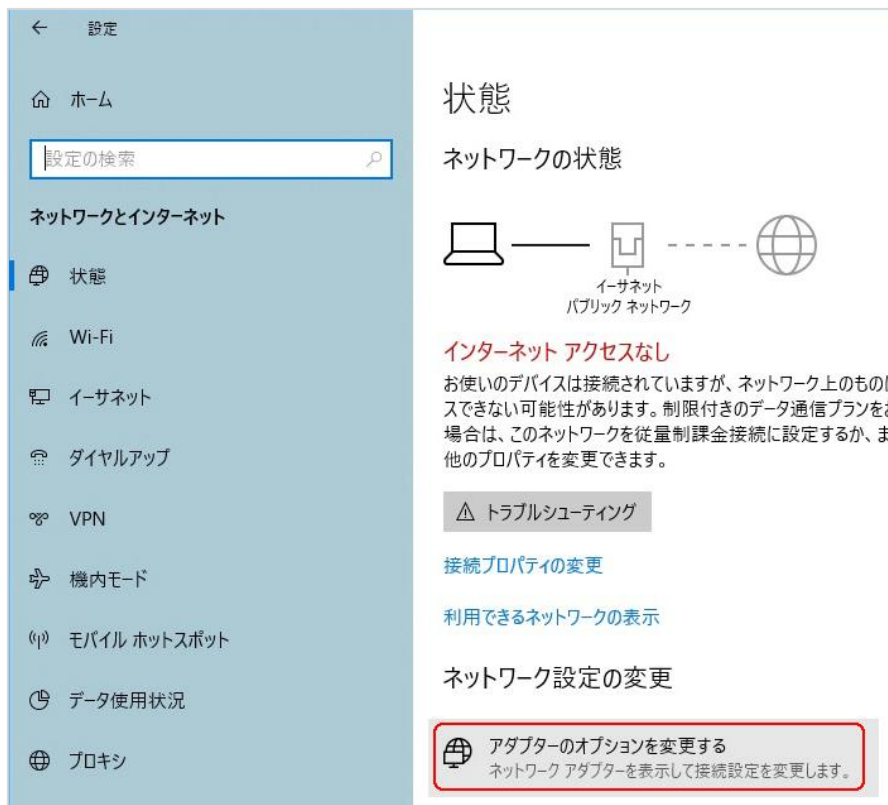 設定
ホーム
設定の検索
ネットワークとインターネット
状態
Wi-Fi
イーサネット
ダイヤルアップ
VPN
機内モード
モバイル ホットスポット
データ使用状況
プロキシ
状態
ネットワークの状態
イーサネット
パブリック ネットワーク
インターネット アクセスなし
お使いのデバイスは接続されていますが、ネットワーク上のもの
スできない可能性があります。制限付きのデータ通信プランを
場合は、このネットワークを従量制課金接続に設定するか、ま
他のプロパティを変更できます。
トラブルシューティング
接続プロパティの変更
利用できるネットワークの表示
ネットワーク設定の変更
アダプターのオプションを変更する
ネットワーク アダプターを表示して接続設定を変更します。